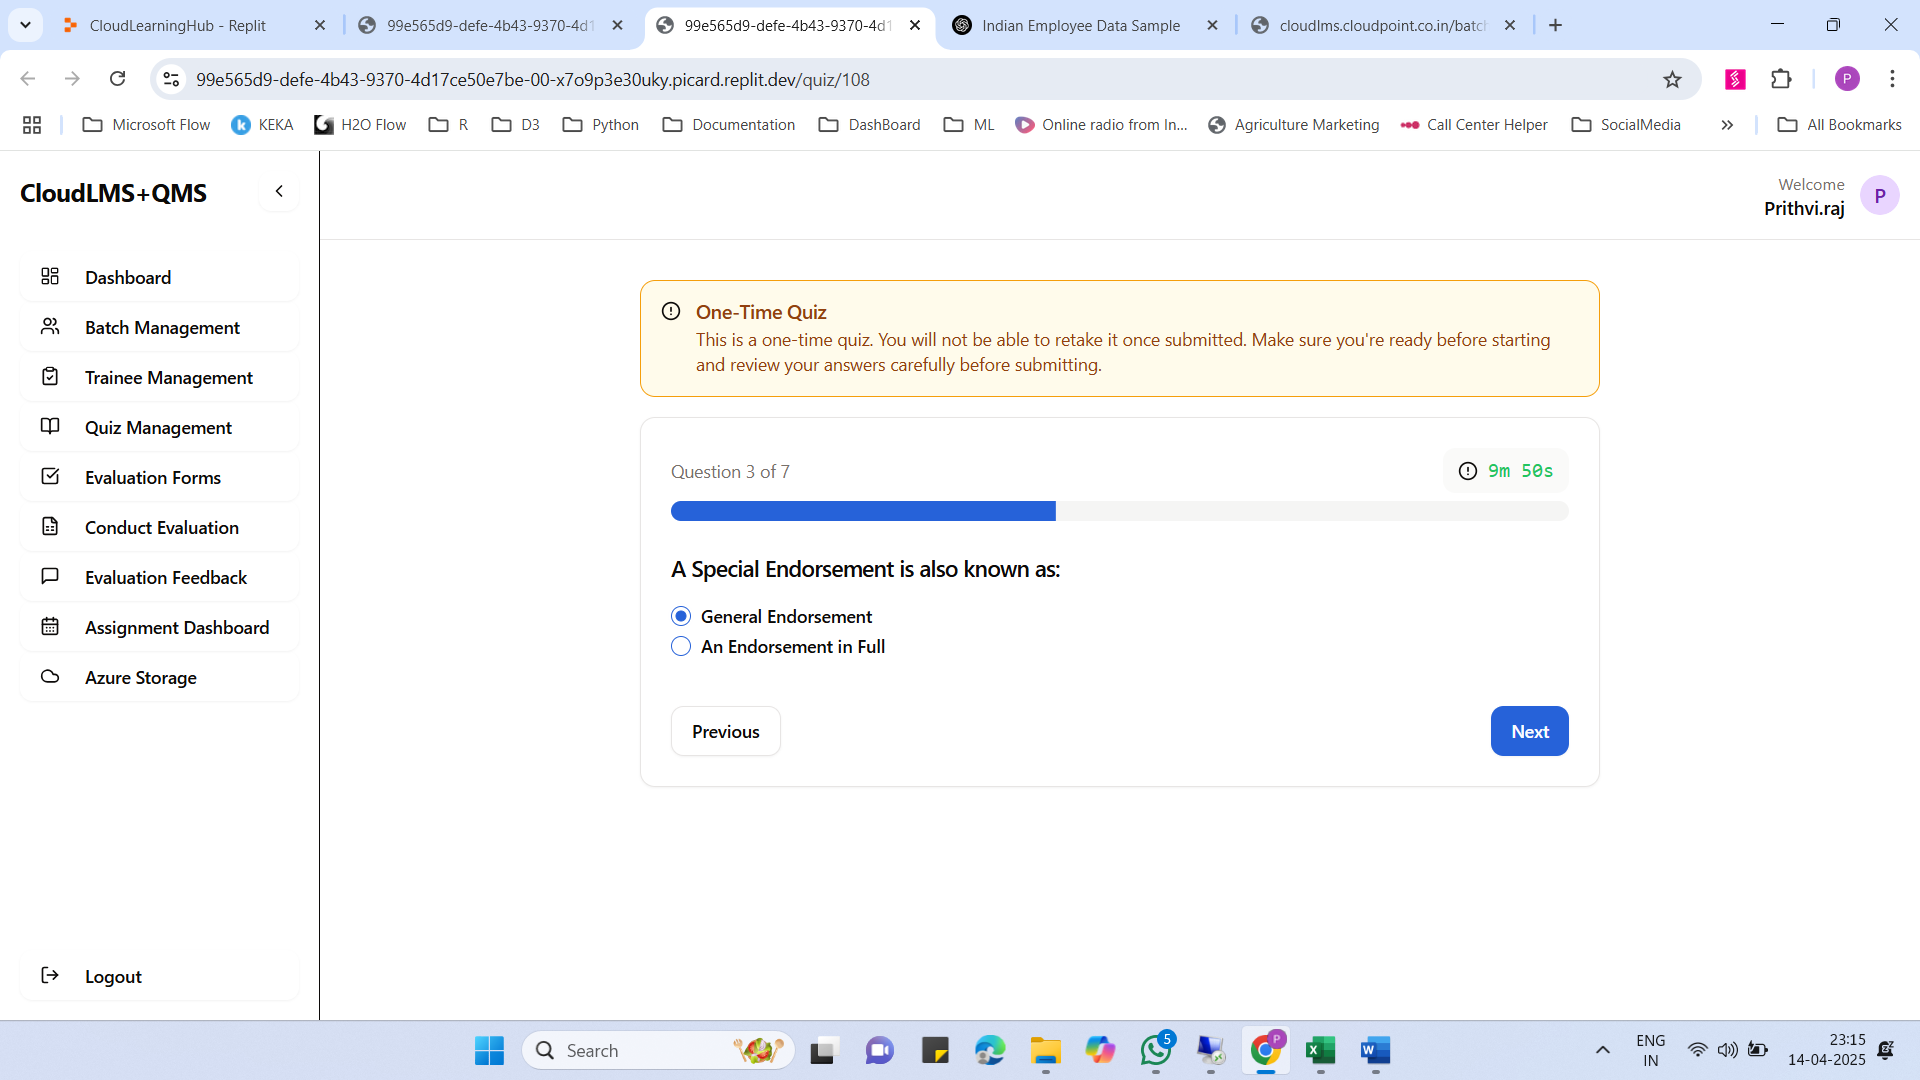 CloudLearningHub - Replit
99e565d9-defe-4b43-9370-4d1
99e565d9-defe-4b43-9370-4d1
Indian Employee Data Sample
cloudlms.cloudpoint.co.in/batch
99e565d9-defe-4b43-9370-4d17ce50e7be-00-x7o9p3e30uky.picard.replit.dev/quiz/108
P
Microsoft Flow
KEKA
H2O Flow
R
D3
Python
Documentation
DashBoard
ML
Online radio from In...
Agriculture Marketing
Call Center Helper
SocialMedia
All Bookmarks
CloudLMS+QMS
Welcome
Prithvi.raj
P
Dashboard
Batch Management
Trainee Management
Quiz Management
Evaluation Forms
Conduct Evaluation
Evaluation Feedback
Assignment Dashboard
Azure Storage
Logout
One-Time Quiz
This is a one-time quiz. You will not be able to retake it once submitted. Make sure you're ready before starting
and review your answers carefully before submitting.
Question 3 of 7
9m 50s
A Special Endorsement is also known as:
General Endorsement
An Endorsement in Full
Previous
Next
Search
5
P
ENG
IN
23:15
14-04-2025